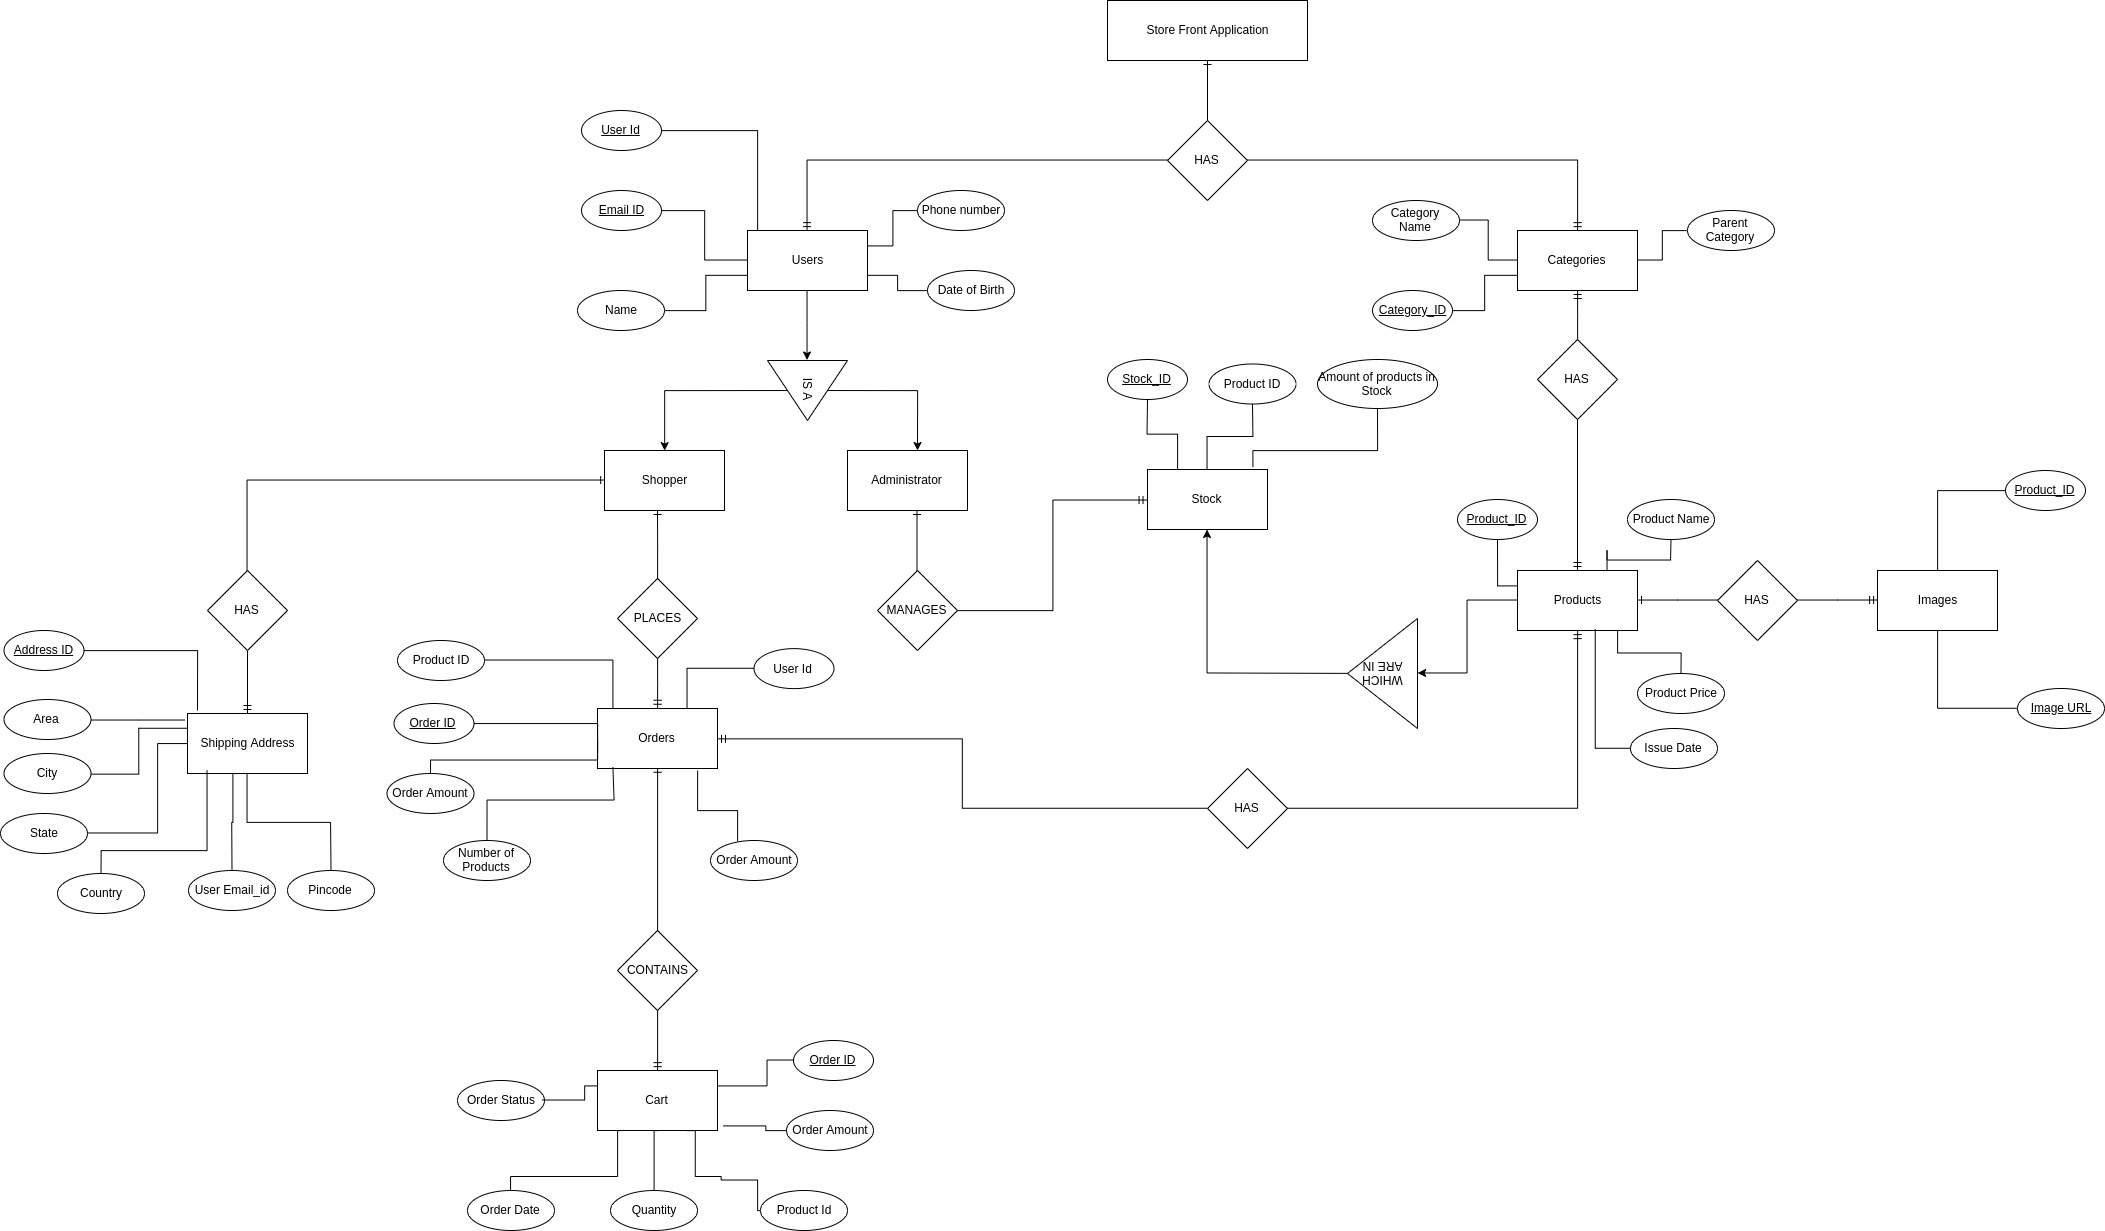 Store Front Application
User Id
HAS
Email ID
Phone number
Category
Name
Parent
Category
Users
Categories
Date of Birth
Name
Category_ID
IS A
Stock_ID
Product ID
Amount of products in
Stock
HAS
Shopper
Administrator
Stock
Product_ID
Product_ID
Product Name
HAS
PLACES
MANAGES
Products
HAS
Images
Address ID
Product ID
User Id
WHICH
ARE IN
Product Price
Area
Order ID
Image URL
Shipping Address
Orders
Issue Date
City
Order Amount
HAS
State
Number of
Products
Order Amount
Country
User Email_id
Pincode
CONTAINS
Order ID
Order Status
Cart
Order Amount
Order Date
Quantity
Product Id